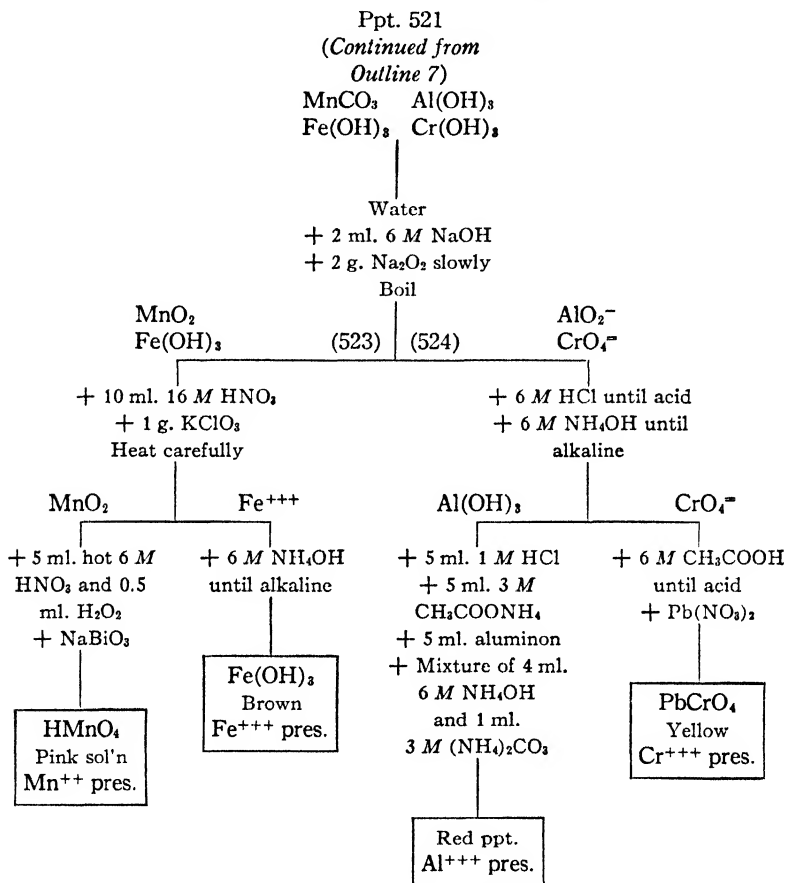 Ppt. 521
(Continued from
Outline 7)
MnCO₃ Al(OH)₃
Fe(OH)₃ Cr(OH)₃
Water
+ 2 ml. 6 M NaOH
+ 2 g. Na₂O₂ slowly
Boil
MnO₂ AlO₂⁻
Fe(OH)₃ (523) (524) CrO₄⁼
+ 10 ml. 16 M HNO₃
+ 1 g. KClO₃
Heat carefully
+ 6 M HCl until acid
+ 6 M NH₄OH until
alkaline
MnO₂ Fe⁺⁺⁺ Al(OH)₃ CrO₄⁼
+ 5 ml. hot 6 M
HNO₃ and 0.5
ml. H₂O₂
+ NaBiO₃
+ 6 M NH₄OH
until alkaline
+ 5 ml. 1 M HCl
+ 5 ml. 3 M
CH₃COONH₄
+ 5 ml. aluminon
+ Mixture of 4 ml.
6 M NH₄OH
and 1 ml.
3 M (NH₄)₂CO₃
+ 6 M CH₃COOH
until acid
+ Pb(NO₃)₂
HMnO₄
Pink sol'n
Mn⁺⁺ pres.
Fe(OH)₃
Brown
Fe⁺⁺⁺ pres.
Red ppt.
Al⁺⁺⁺ pres.
PbCrO₄
Yellow
Cr⁺⁺⁺ pres.